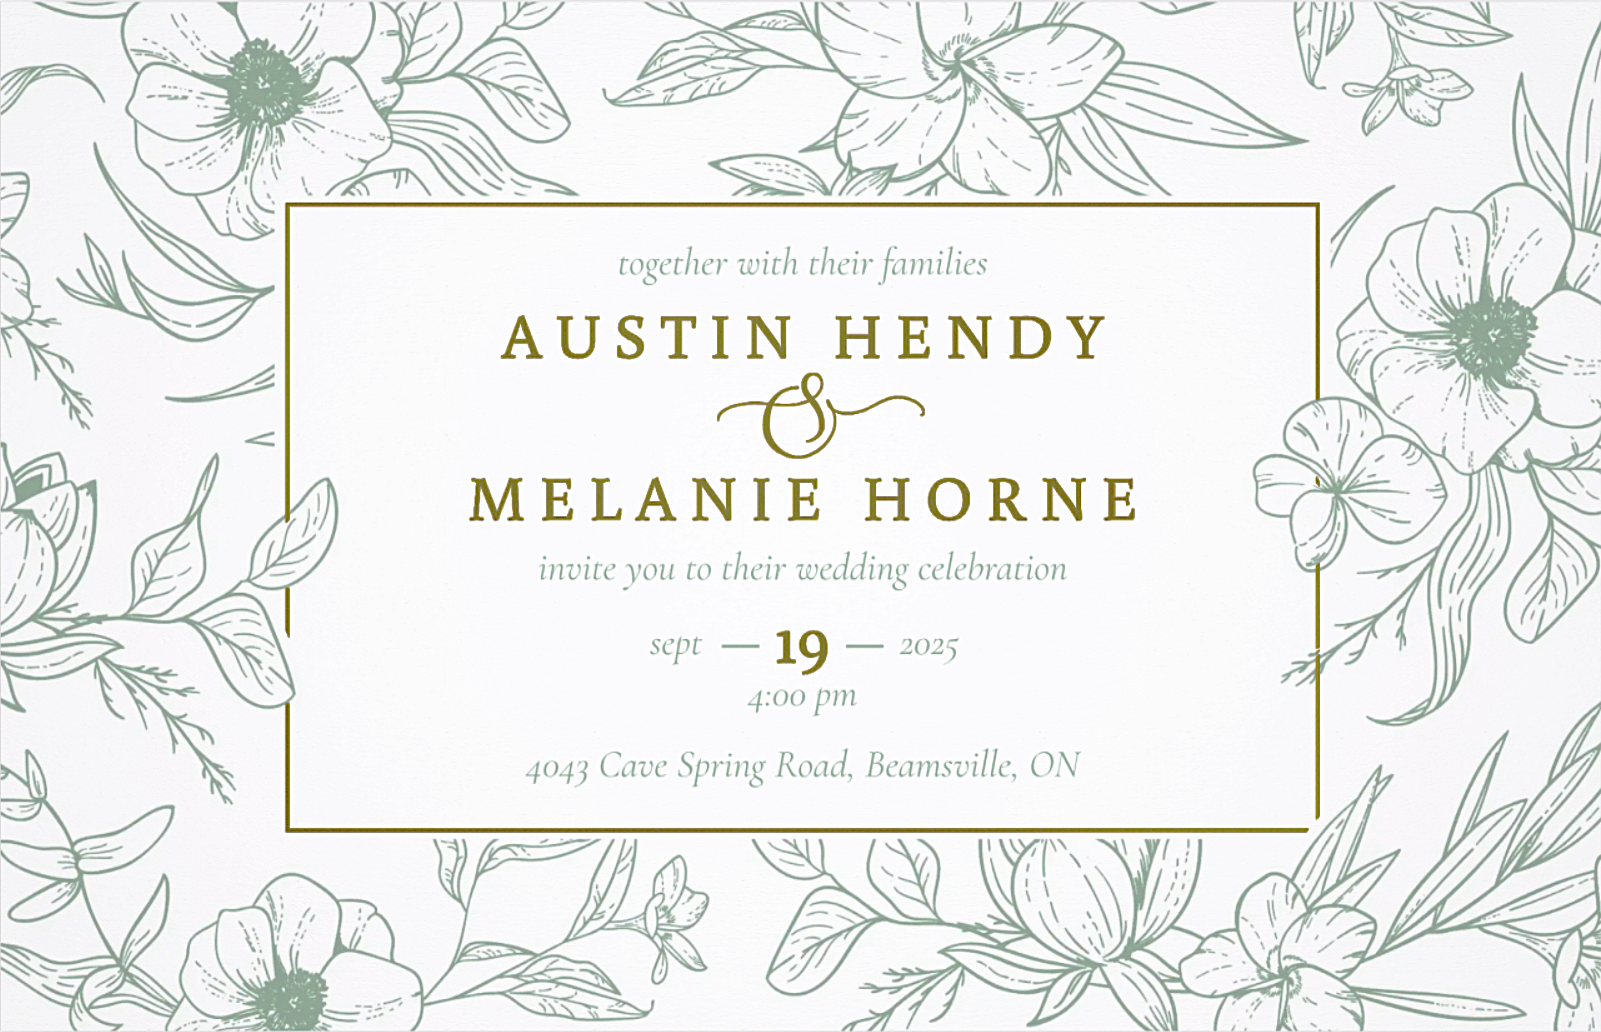 together with their families
AUSTIN HENDY
&
MELANIE HORNE
invite you to their wedding celebration
sept — 19 — 2025
4:00 pm
4043 Cave Spring Road, Beamsville, ON